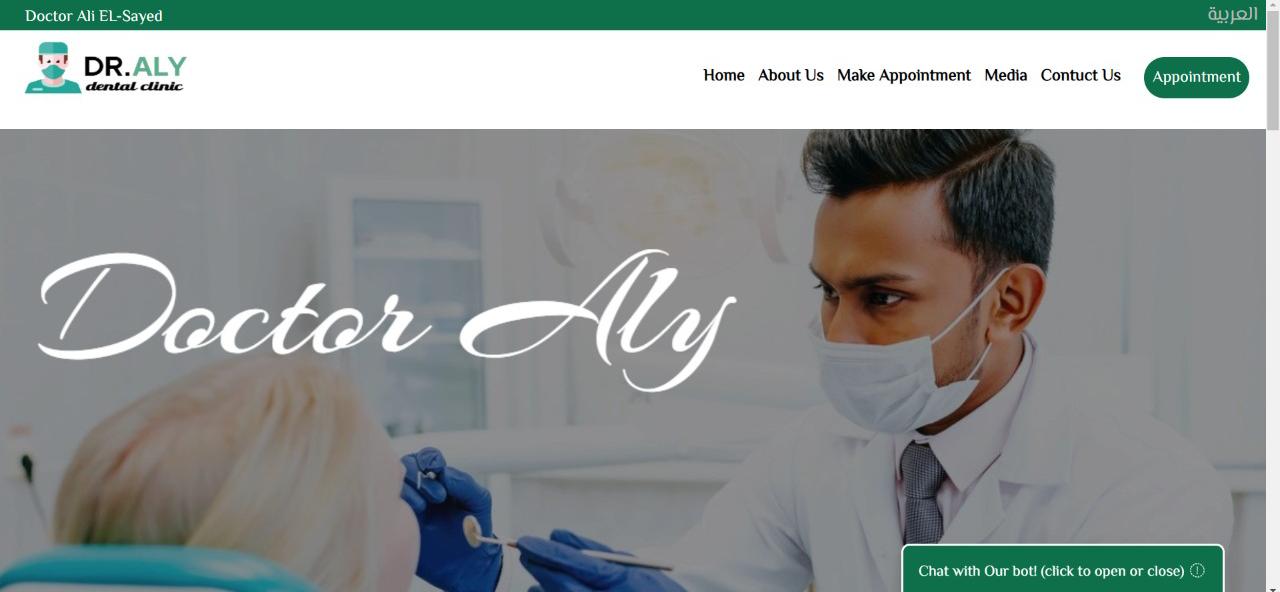 Doctor Ali EL-Sayed
العربية
DR.ALY
dental clinic
Home About Us Make Appointment Media Contuct Us Appointment
Doctor Aly
Chat with Our bot! (click to open or close)